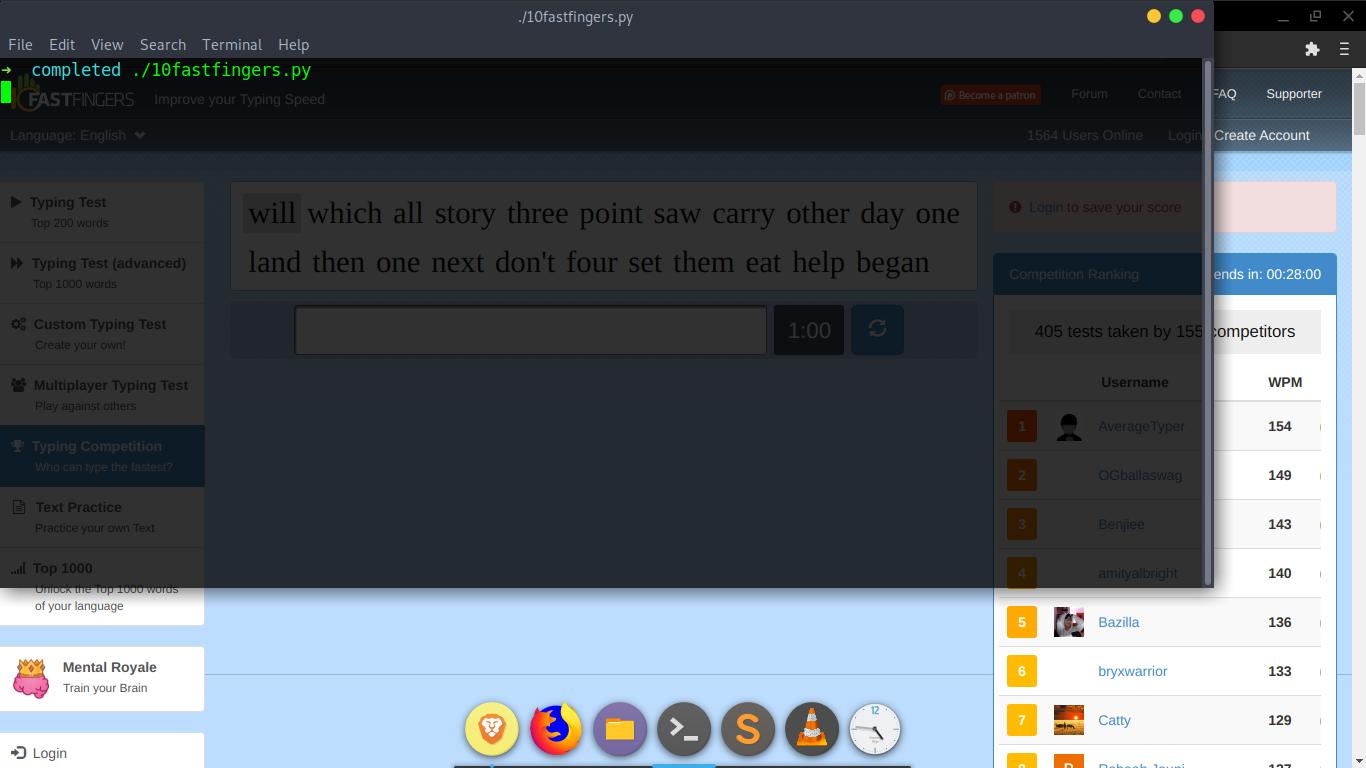 ./10fastfingers.py
File Edit View Search Terminal Help
➜ completed ./10fastfingers.py
FASTFINGERS Improve your Typing Speed
Become a patron Forum Contact FAQ Supporter
Language: English
1564 Users Online Login Create Account
Typing Test
Top 200 words
Typing Test (advanced)
Top 1000 words
Custom Typing Test
Create your own!
Multiplayer Typing Test
Play against others
Typing Competition
Who can type the fastest?
Text Practice
Practice your own Text
Top 1000
Unlock the Top 1000 words
of your language
Mental Royale
Train your Brain
Login
will which all story three point saw carry other day one
land then one next don't four set them eat help began
1:00
Login to save your score
Competition Ranking ends in: 00:28:00
405 tests taken by 155 competitors
Username WPM
1 AverageTyper 154
2 OGballaswag 149
3 Benjiee 143
4 amityalbright 140
5 Bazilla 136
6 bryxwarrior 133
7 Catty 129
12